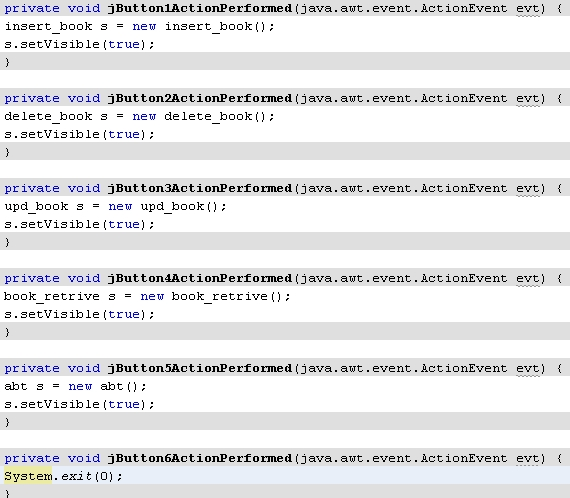 private void jButton1ActionPerformed(java.awt.event.ActionEvent evt) {
insert_book s = new insert_book();
s.setVisible(true);
}
private void jButton2ActionPerformed(java.awt.event.ActionEvent evt) {
delete_book s = new delete_book();
s.setVisible(true);
}
private void jButton3ActionPerformed(java.awt.event.ActionEvent evt) {
upd_book s = new upd_book();
s.setVisible(true);
}
private void jButton4ActionPerformed(java.awt.event.ActionEvent evt) {
book_retrive s = new book_retrive();
s.setVisible(true);
}
private void jButton5ActionPerformed(java.awt.event.ActionEvent evt) {
abt s = new abt();
s.setVisible(true);
}
private void jButton6ActionPerformed(java.awt.event.ActionEvent evt) {
System.exit(0);
}